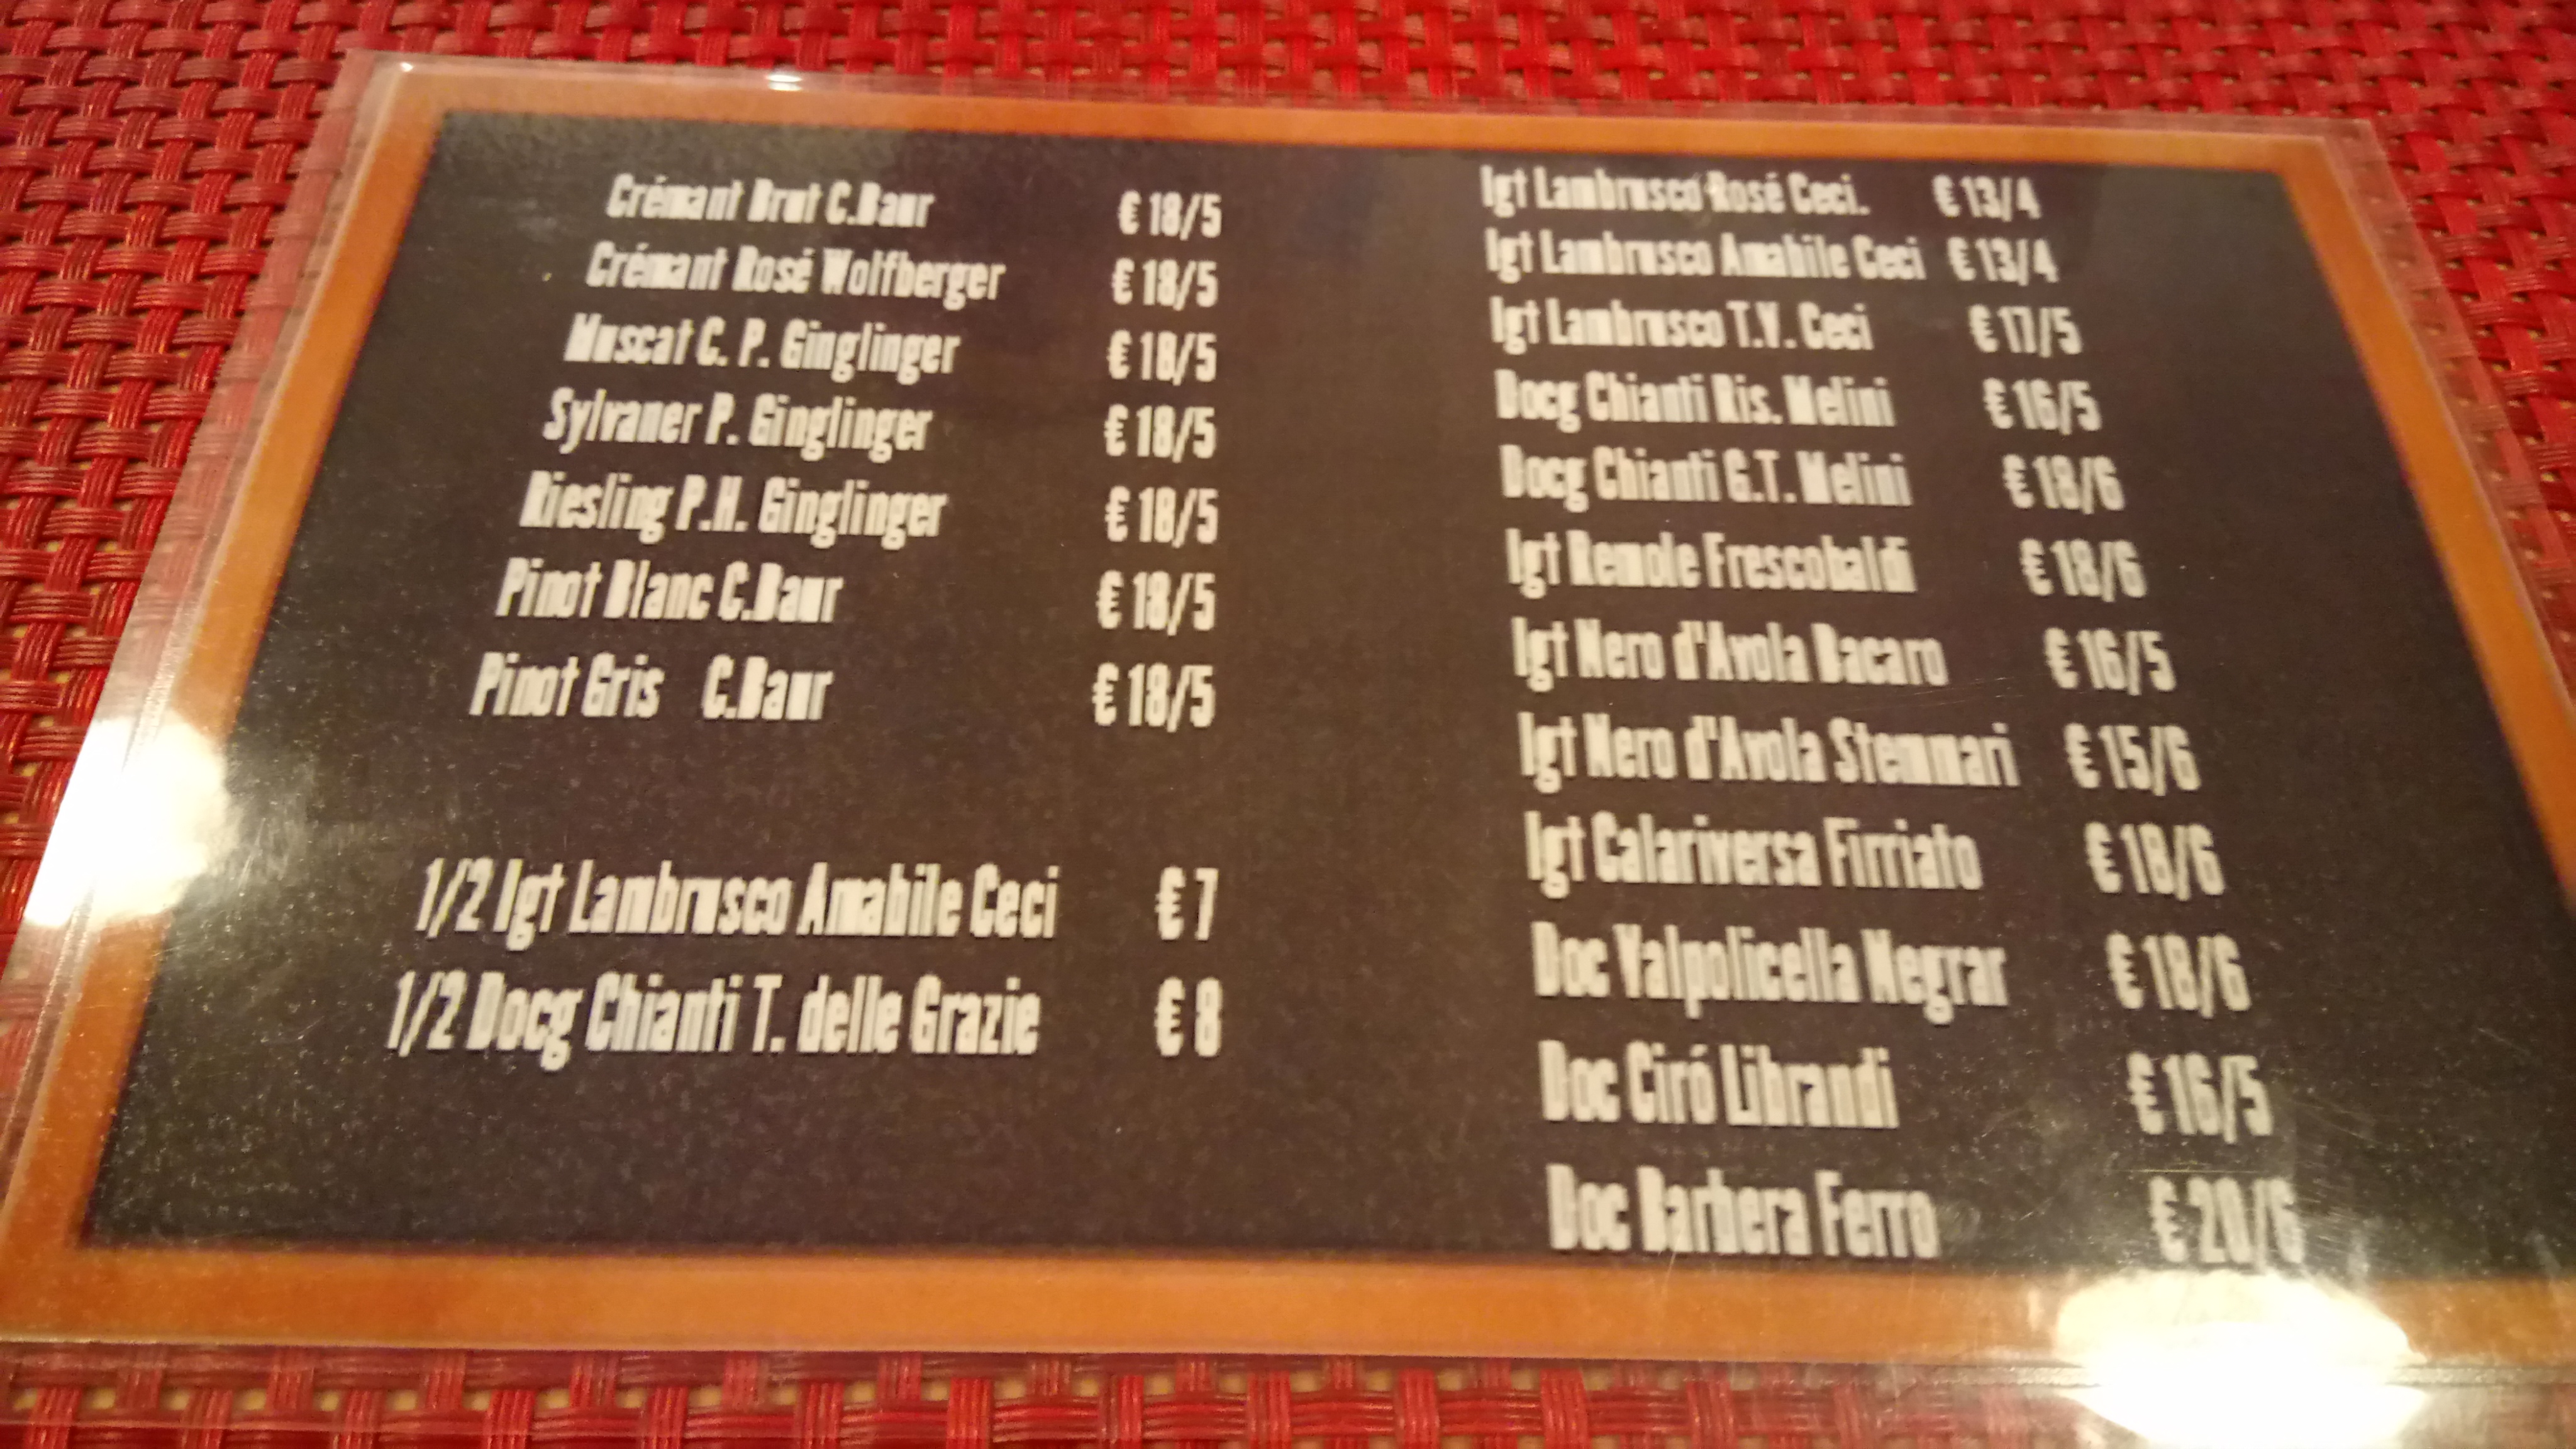 Crémant Brut C.Baur € 18/5
Crémant Rosé Wolfberger € 18/5
Muscat C. P. Ginglinger € 18/5
Sylvaner P. Ginglinger € 18/5
Riesling P.H. Ginglinger € 18/5
Pinot Blanc C.Baur € 18/5
Pinot Gris C.Baur € 18/5
1/2 Igt Lambrusco Amabile Ceci € 7
1/2 Docg Chianti T. delle Grazie € 8
Igt Lambrusco Rosé Ceci. € 13/4
Igt Lambrusco Amabile Ceci € 13/4
Igt Lambrusco T.V. Ceci € 17/5
Docg Chianti Ris. Melini € 16/5
Docg Chianti G.T. Melini € 18/6
Igt Remole Frescobaldi € 18/6
Igt Nero d'Avola Bacaro € 16/5
Igt Nero d'Avola Stemmari € 15/6
Igt Calariversa Firriato € 18/6
Doc Valpolicella Negrar € 18/6
Doc Ciró Librandi € 16/5
Doc Barbera Ferro € 20/6